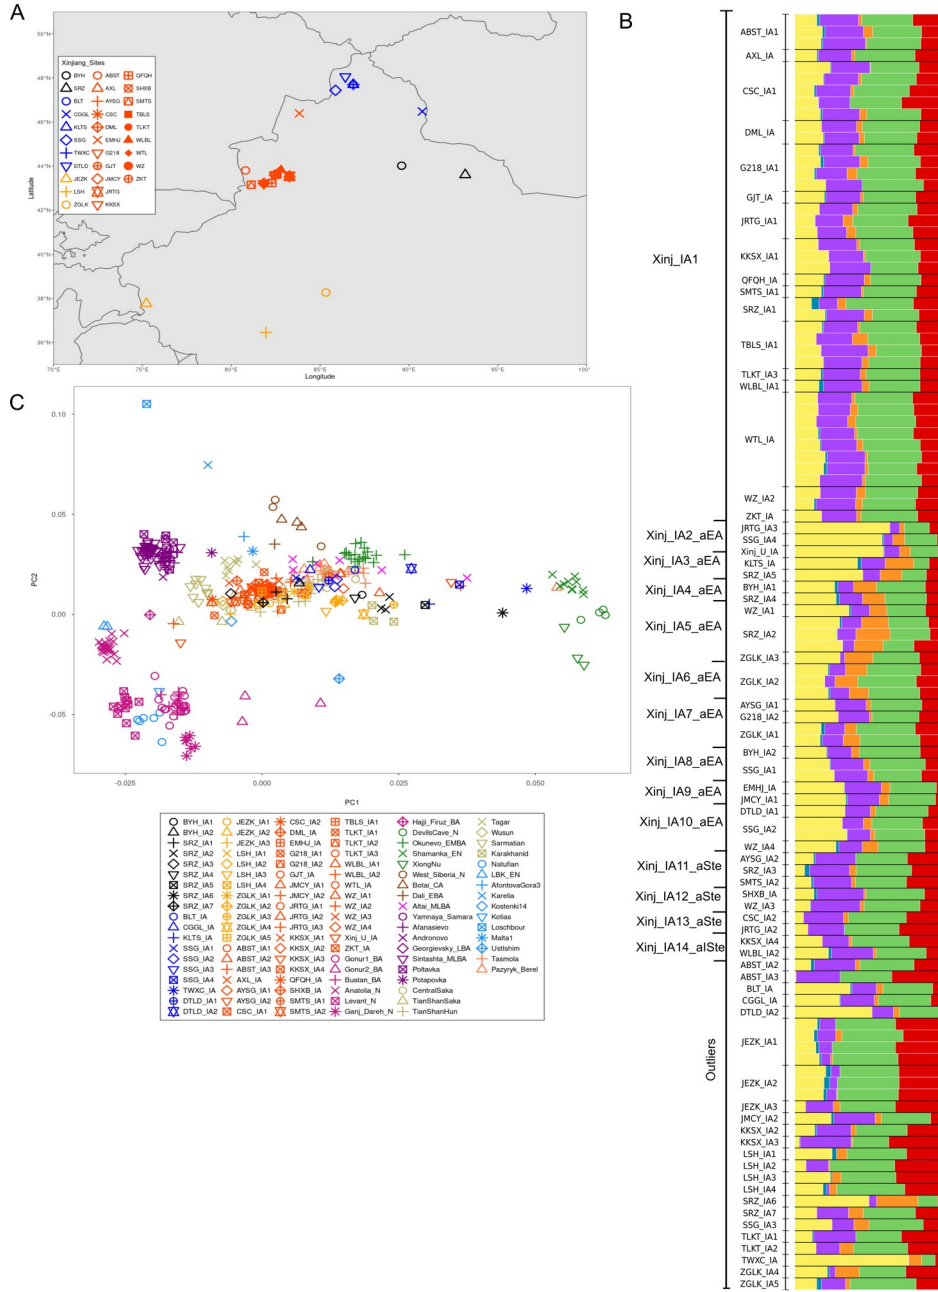 A
50°N
48°N
46°N
44°N
42°N
40°N
38°N
36°N
Latitude
Xinjiang_Sites
BYH ABST QFQH
SRZ AXL SHXB
BLT AYSG SMTS
CGGL CSC TBLS
KLTS DML TLKT
SSG EMHJ WLBL
TWXC G218 WTL
DTLD GJT WZ
JEZK JMCY ZKT
LSH JRTG
ZGLK KKSX
70°E 75°E 80°E 85°E 90°E 95°E 100°
Longitude
C
0.10
0.05
0.00
-0.05
PC2
-0.025 0.000 0.025 0.050
PC1
BYH_IA1 JEZK_IA1 CSC_IA2 TBLS_IA1 Hajji_Firuz_BA Tagar
BYH_IA2 JEZK_IA2 DML_IA TLKT_IA1 DevilsCave_N Wusun
SRZ_IA1 JEZK_IA3 EMHJ_IA TLKT_IA2 Okunevo_EMBA Sarmatian
SRZ_IA2 LSH_IA1 G218_IA1 TLKT_IA3 Shamanka_EN Karakhanid
SRZ_IA3 LSH_IA2 G218_IA2 WLBL_IA1 XiongNu Natufian
SRZ_IA4 LSH_IA3 GJT_IA WLBL_IA2 West_Siberia_N LBK_EN
SRZ_IA5 LSH_IA4 JMCY_IA1 WTL_IA Botai_CA AfontovaGora3
SRZ_IA6 ZGLK_IA1 JMCY_IA2 WZ_IA1 Dali_EBA Karelia
SRZ_IA7 ZGLK_IA2 JRTG_IA1 WZ_IA2 Altai_MLBA Kostenki14
BLT_IA ZGLK_IA3 JRTG_IA2 WZ_IA3 Yamnaya_Samara Kotias
CGGL_IA ZGLK_IA4 JRTG_IA3 WZ_IA4 Afanasievo Loschbour
KLTS_IA ZGLK_IA5 KKSX_IA1 Xinj_U_IA Andronovo Malta1
SSG_IA1 ABST_IA1 KKSX_IA2 ZKT_IA Georgievsky_LBA Ustishim
SSG_IA2 ABST_IA2 KKSX_IA3 Gonur1_BA Sintashta_MLBA Tasmola
SSG_IA3 ABST_IA3 KKSX_IA4 Gonur2_BA Poltavka Pazyryk_Berel
SSG_IA4 AXL_IA QFQH_IA Bustan_BA Potapovka
TWXC_IA AYSG_IA1 SHXB_IA Anatolia_N CentralSaka
DTLD_IA1 AYSG_IA2 SMTS_IA1 Levant_N TianShanSaka
DTLD_IA2 CSC_IA1 SMTS_IA2 Ganj_Dareh_N TianShanHun
B
Xinj_IA1
Xinj_IA2_aEA
Xinj_IA3_aEA
Xinj_IA4_aEA
Xinj_IA5_aEA
Xinj_IA6_aEA
Xinj_IA7_aEA
Xinj_IA8_aEA
Xinj_IA9_aEA
Xinj_IA10_aEA
Xinj_IA11_aSte
Xinj_IA12_aSte
Xinj_IA13_aSte
Xinj_IA14_aISte
Outliers
ABST_IA1
AXL_IA
CSC_IA1
DML_IA
G218_IA1
GJT_IA
JRTG_IA1
KKSX_IA1
QFQH_IA
SMTS_IA1
SRZ_IA1
TBLS_IA1
TLKT_IA3
WLBL_IA1
WTL_IA
WZ_IA2
ZKT_IA
JRTG_IA3
SSG_IA4
Xinj_U_IA
KLTS_IA
SRZ_IA5
BYH_IA1
SRZ_IA4
WZ_IA1
SRZ_IA2
ZGLK_IA3
ZGLK_IA2
AYSG_IA1
G218_IA2
ZGLK_IA1
BYH_IA2
SSG_IA1
EMHJ_IA
JMCY_IA1
DTLD_IA1
SSG_IA2
WZ_IA4
AYSG_IA2
SRZ_IA3
SMTS_IA2
SHXB_IA
WZ_IA3
CSC_IA2
JRTG_IA2
KKSX_IA4
WLBL_IA2
ABST_IA2
ABST_IA3
BLT_IA
CGGL_IA
DTLD_IA2
JEZK_IA1
JEZK_IA2
JEZK_IA3
JMCY_IA2
KKSX_IA2
KKSX_IA3
LSH_IA1
LSH_IA2
LSH_IA3
LSH_IA4
SRZ_IA6
SRZ_IA7
SSG_IA3
TLKT_IA1
TLKT_IA2
TWXC_IA
ZGLK_IA4
ZGLK_IA5